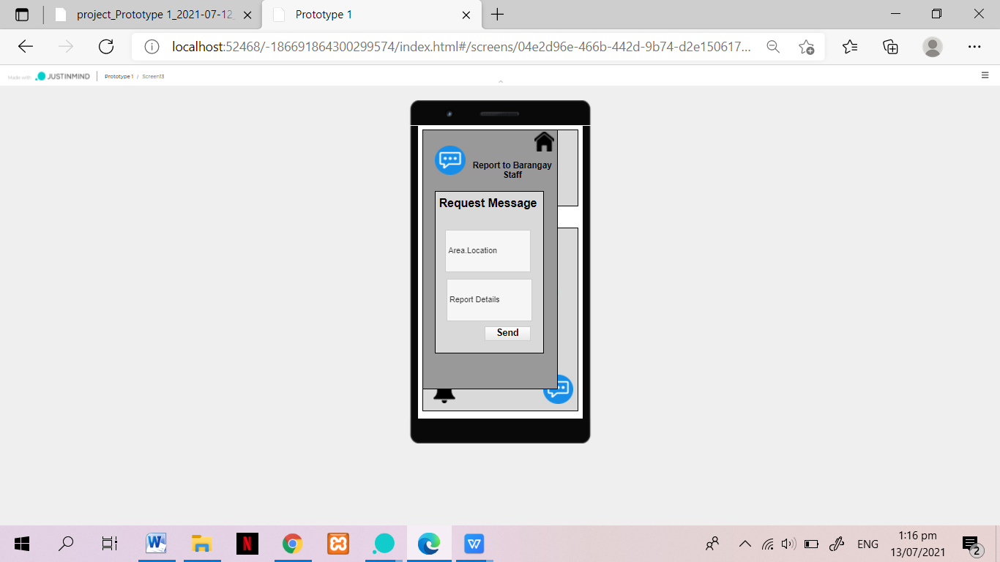 project_Prototype 1_2021-07-12
Prototype 1
localhost:52468/-186691864300299574/index.html#/screens/04e2d96e-466b-442d-9b74-d2e150617...
Made with JUSTINMIND
Prototype 1 / Screen13
Report to Barangay
Staff
Request Message
Area.Location
Report Details
Send
ENG
1:16 pm
13/07/2021
2